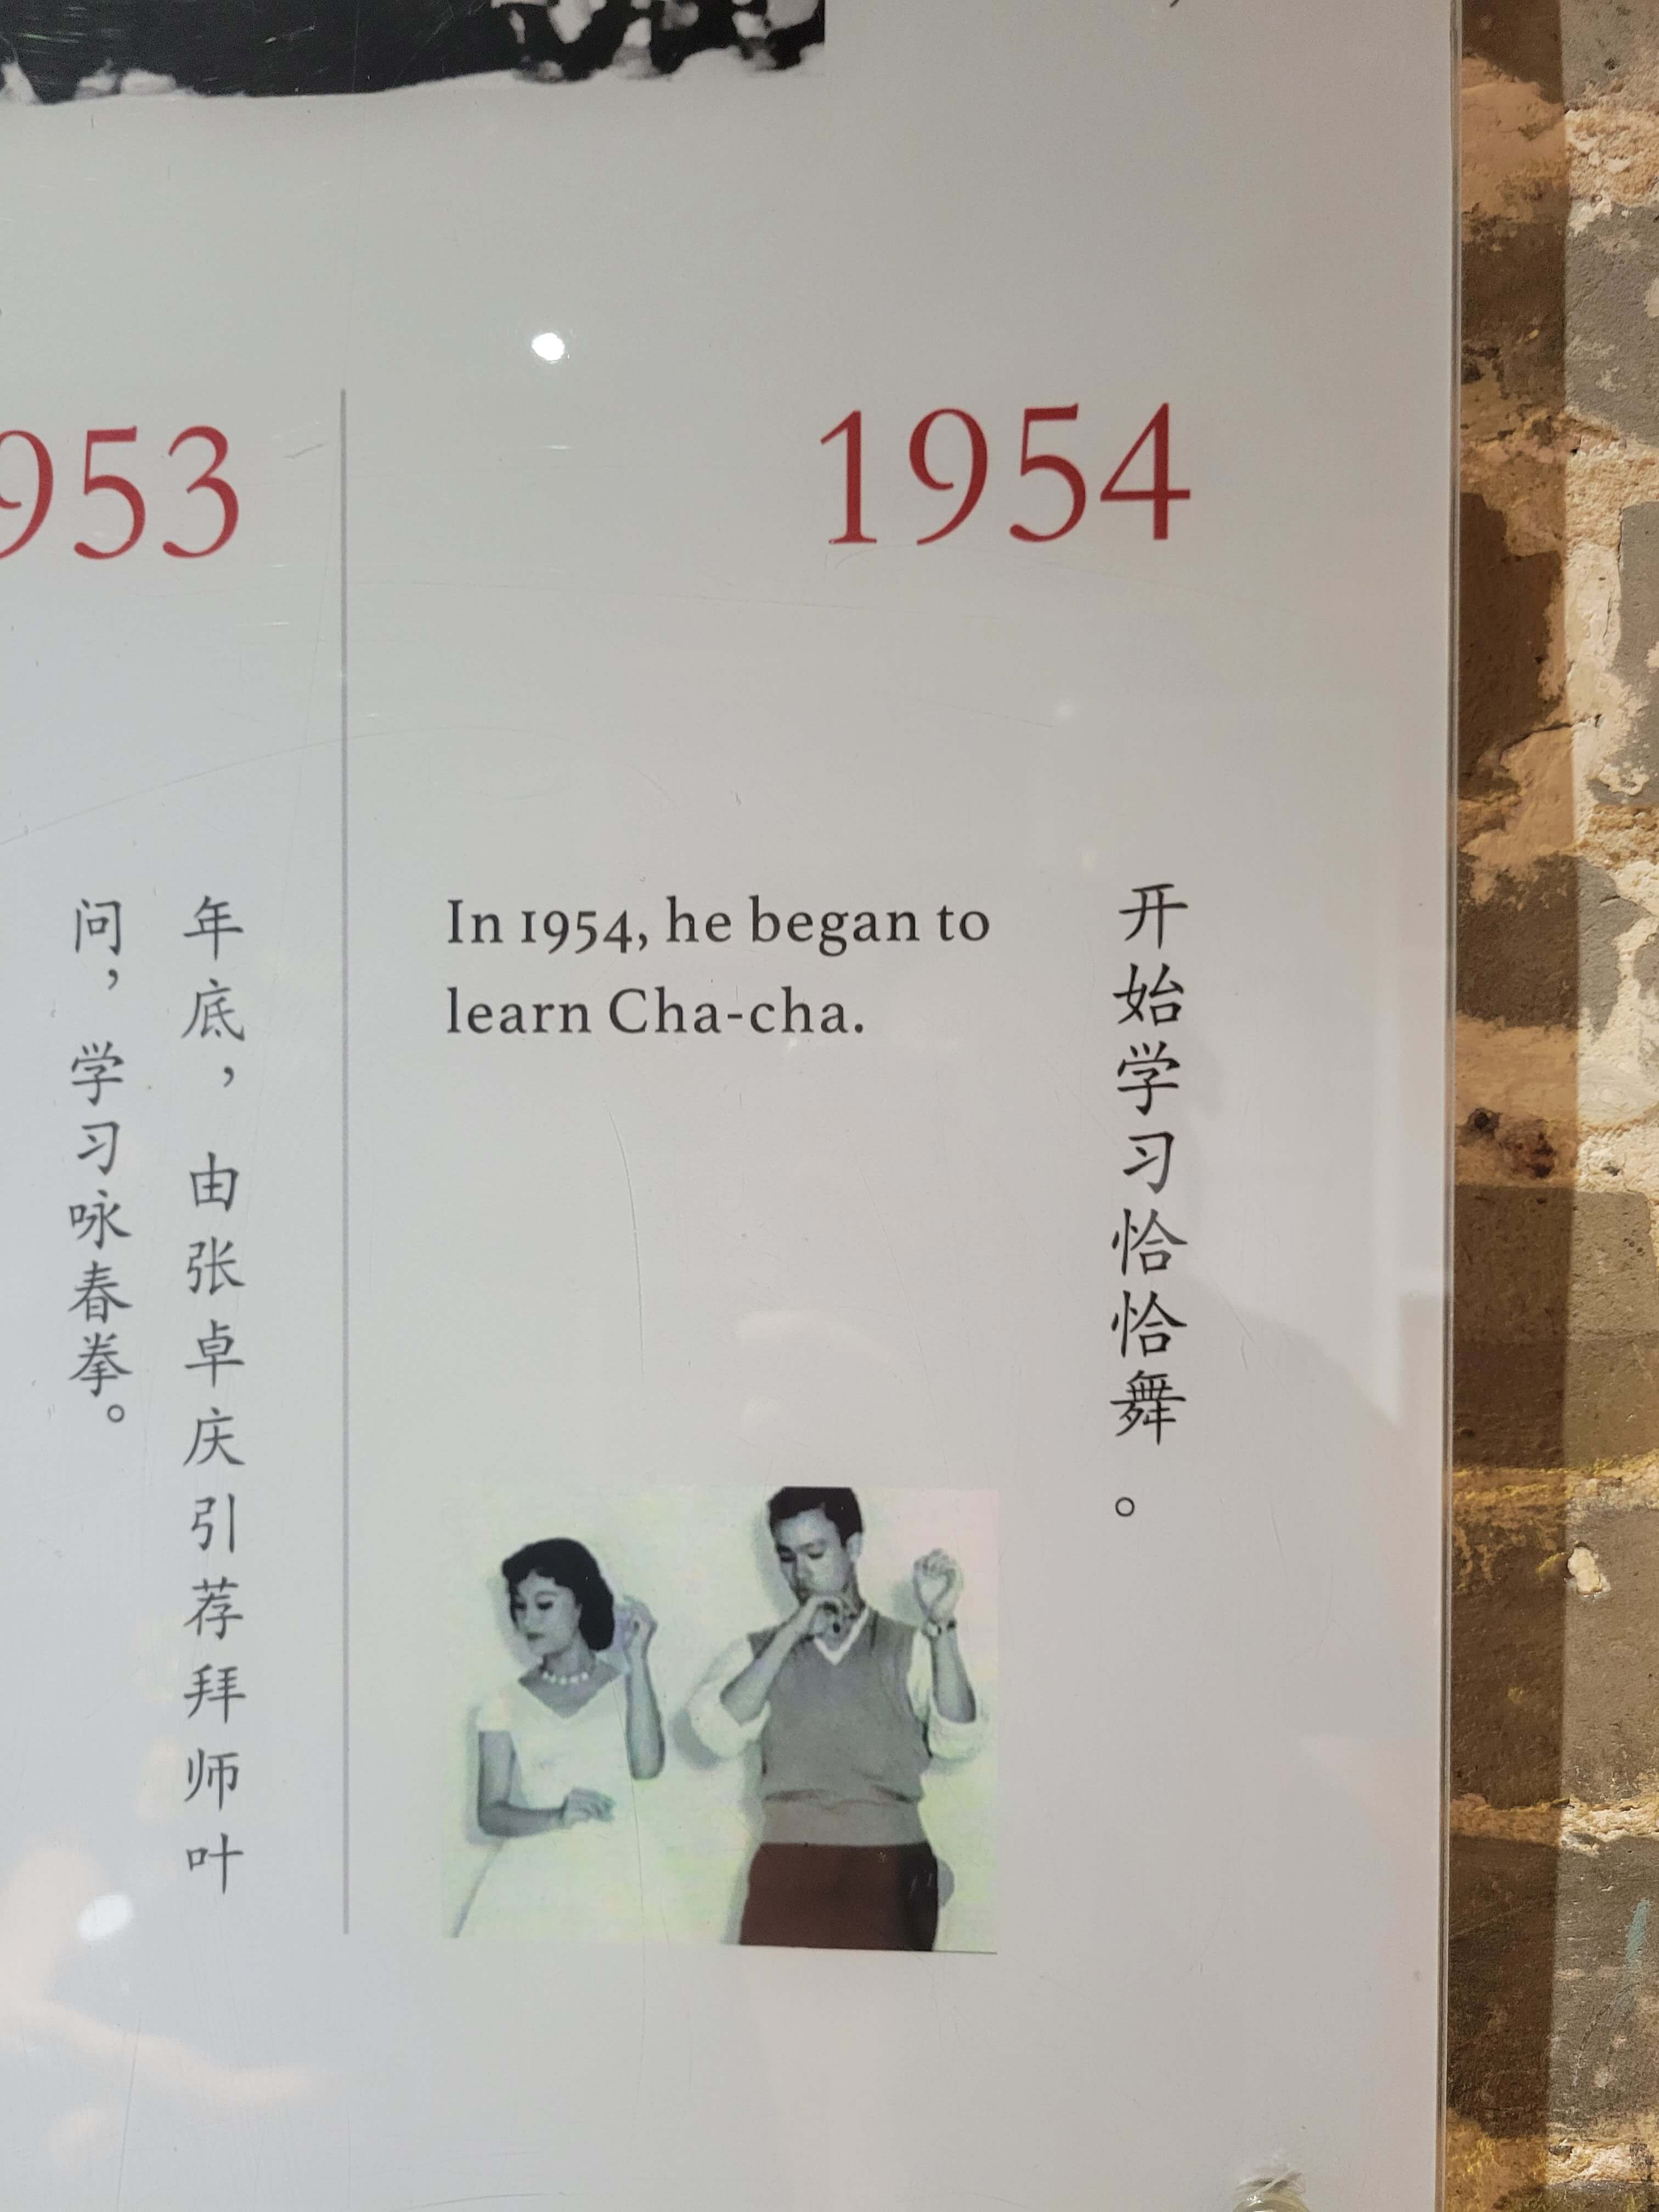 953
年底，由张卓庆引荐拜师叶
问，学习咏春拳。
1954
In 1954, he began to
learn Cha-cha.
开始学习恰恰舞。